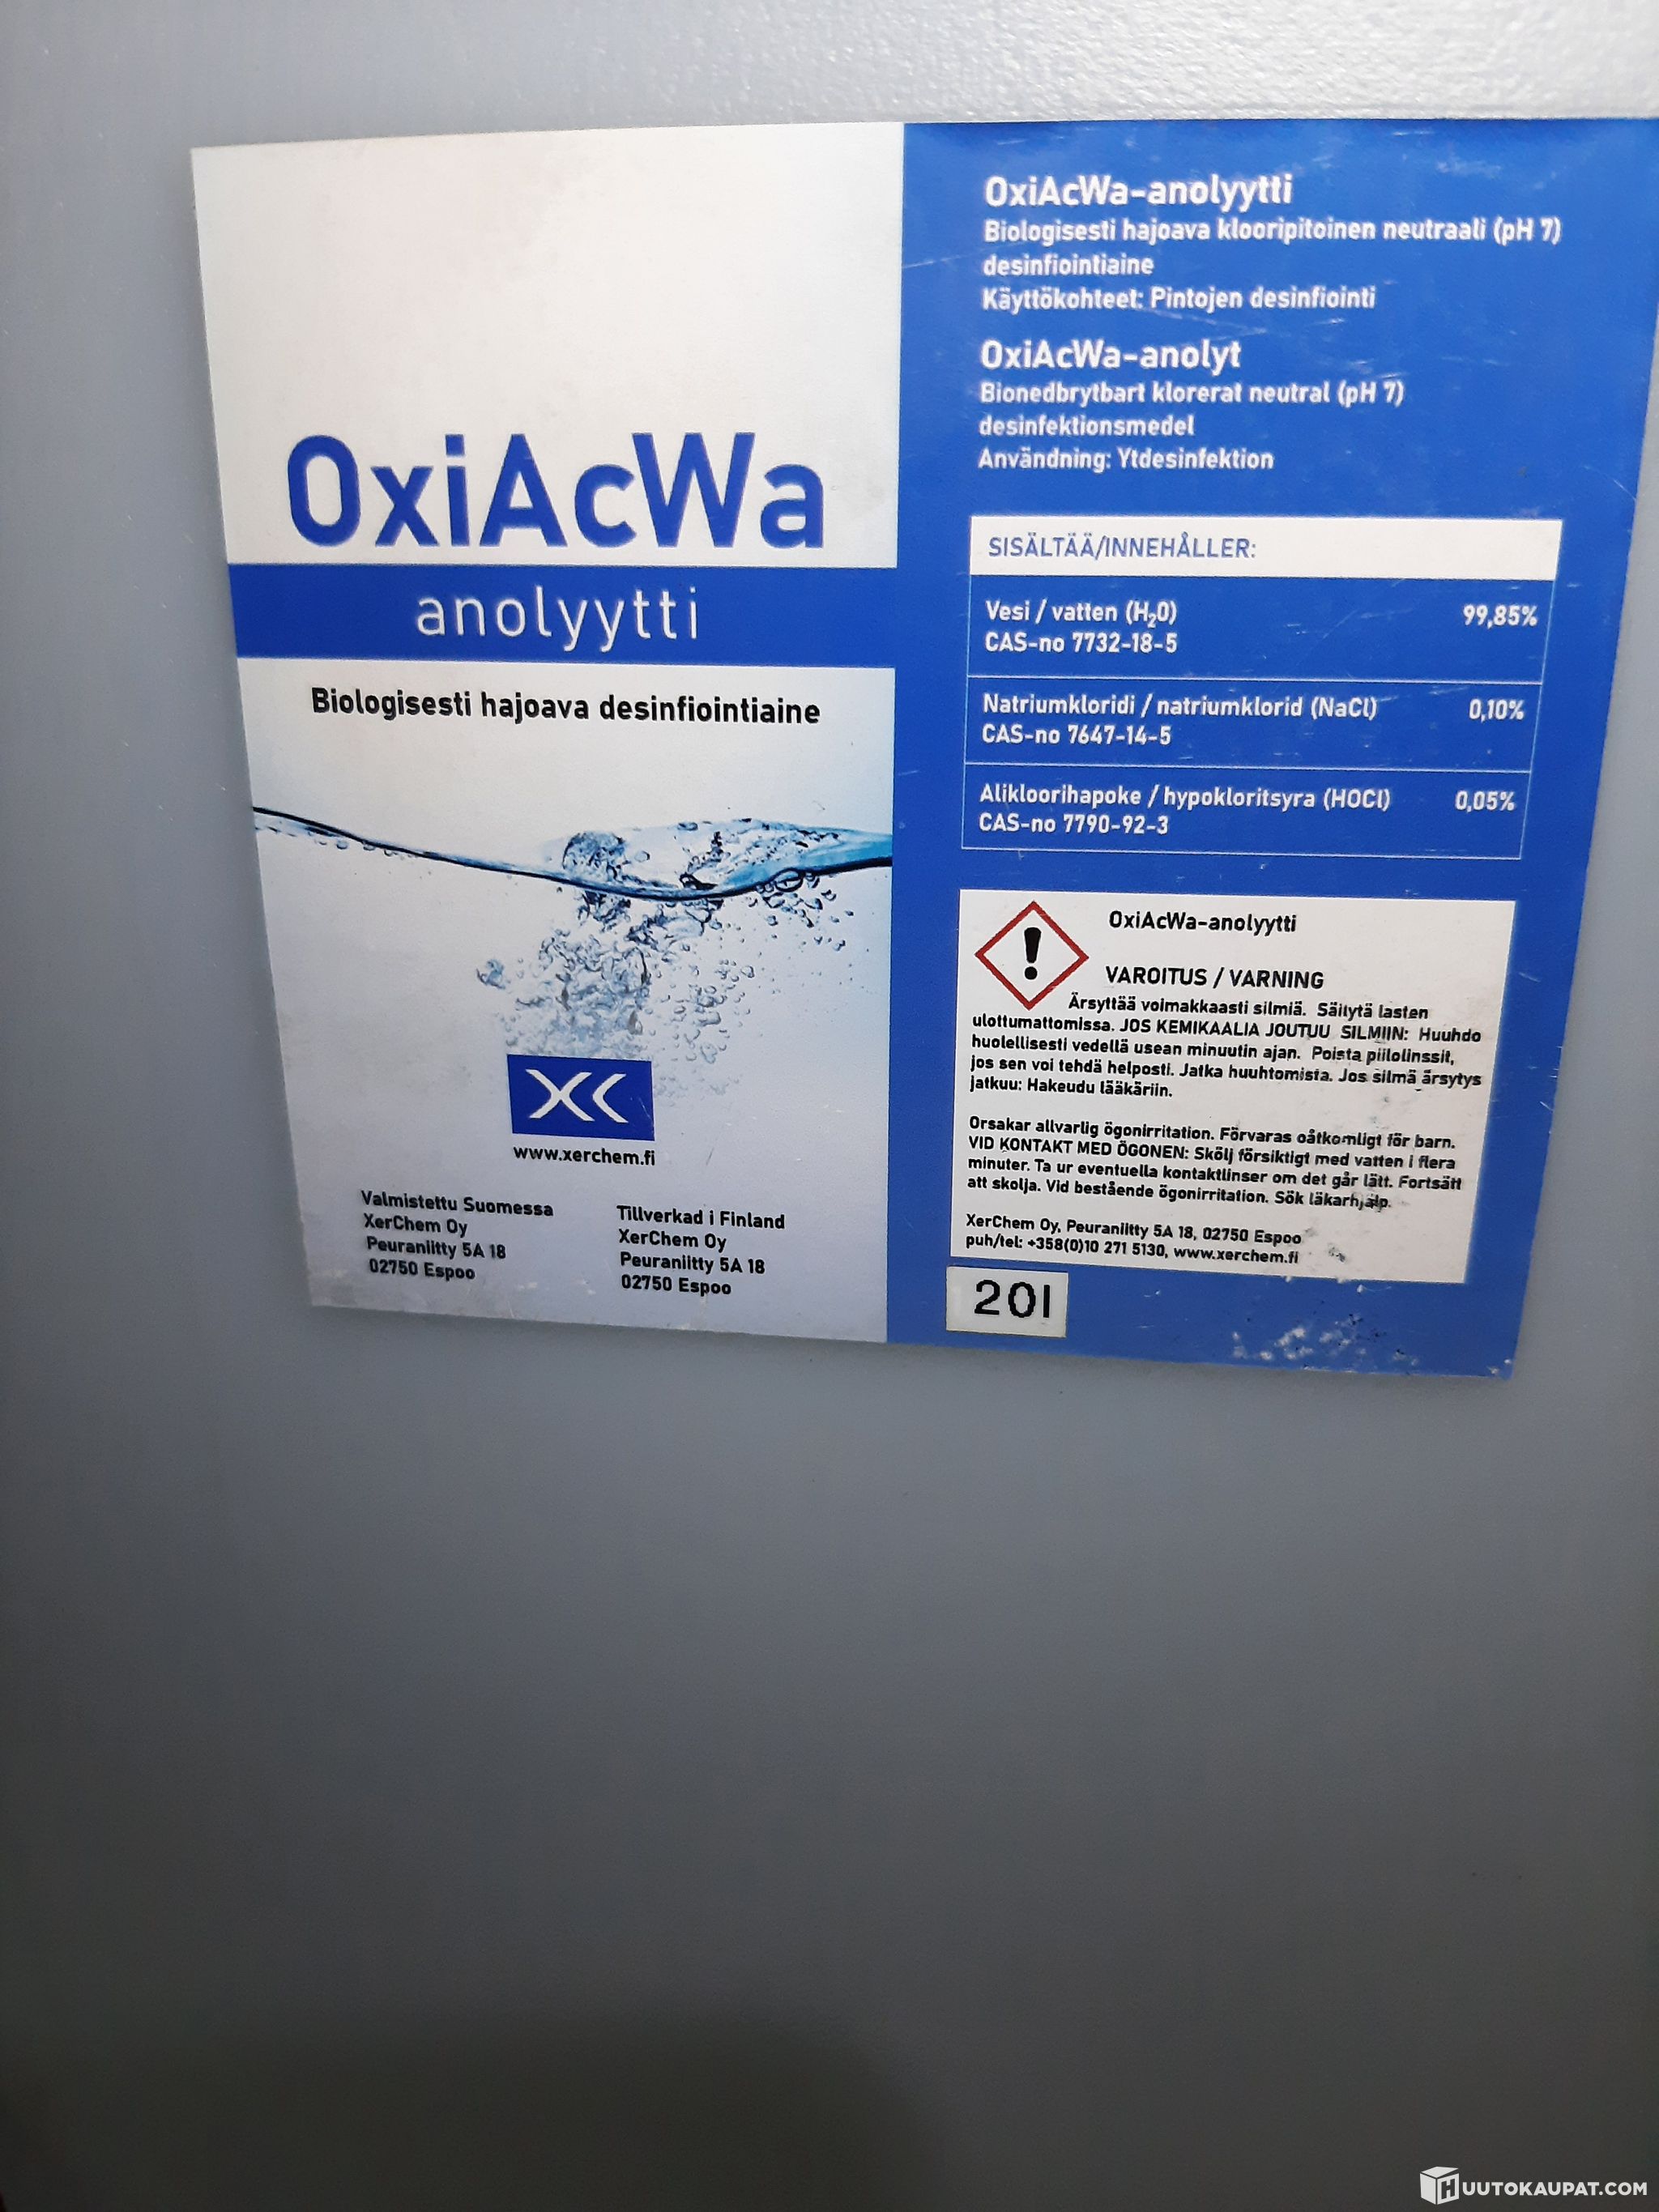 OxiAcWa
anolyytti
Biologisesti hajoava desinfiointiaine
XC
www.xerchem.fi
Valmistettu Suomessa
XerChem Oy
Peuraniitty 5A 18
02750 Espoo
Tillverkad i Finland
XerChem Oy
Peuraniitty 5A 18
02750 Espoo
OxiAcWa-anolyytti
Biologisesti hajoava klooripitoinen neutraali (pH 7)
desinfiointiaine
Käyttökohteet: Pintojen desinfiointi
OxiAcWa-anolyt
Bionedbrytbart klorerat neutral (pH 7)
desinfektionsmedel
Användning: Ytdesinfektion
SISÄLTÄÄ/INNEHÅLLER:
Vesi / vatten (H₂O) 99,85%
CAS-no 7732-18-5
Natriumkloridi / natriumklorid (NaCl) 0,10%
CAS-no 7647-14-5
Alikloorihapoke / hypokloritsyra (HOCl) 0,05%
CAS-no 7790-92-3
OxiAcWa-anolyytti
VAROITUS / VARNING
Ärsyttää voimakkaasti silmiä. Säilytä lasten
ulottumattomissa. JOS KEMIKAALIA JOUTUU SILMIIN: Huuhdo
huolellisesti vedellä usean minuutin ajan. Poista piilolinssit,
jos sen voi tehdä helposti. Jatka huuhtomista. Jos silmä ärsytys
jatkuu: Hakeudu lääkäriin.
Orsakar allvarlig ögonirritation. Förvaras oåtkomligt för barn.
VID KONTAKT MED ÖGONEN: Skölj försiktigt med vatten i flera
minuter. Ta ur eventuella kontaktlinser om det går lätt. Fortsätt
att skolja. Vid bestående ögonirritation. Sök läkarhjälp.
XerChem Oy, Peuraniitty 5A 18, 02750 Espoo
puh/tel: +358(0)10 271 5130, www.xerchem.fi
20l
HUUTOKAUPAT.COM